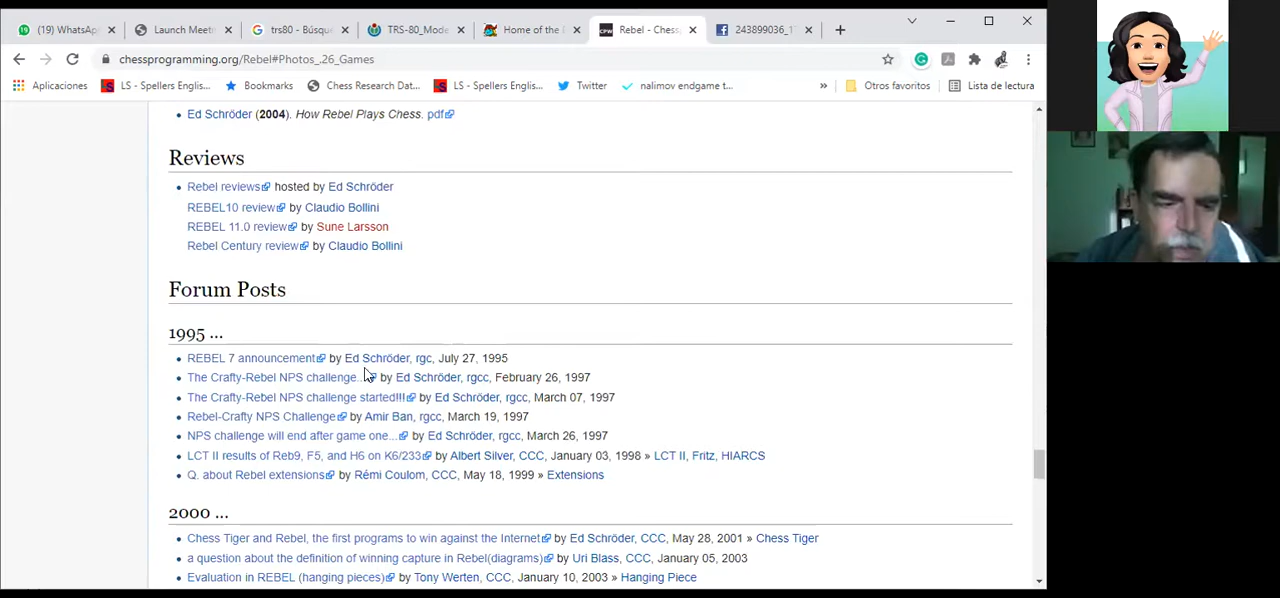 (19) WhatsAp
Launch Meeti
trs80 - Búsqu
TRS-80_Mode
Home of the
Rebel - Chess
243899036_1
chessprogramming.org/Rebel#Photos_.26_Games
Aplicaciones
LS - Spellers Englis...
Bookmarks
Chess Research Dat...
LS - Spellers Englis...
Twitter
nalimov endgame t...
»
Otros favoritos
Lista de lectura
Ed Schröder (2004). How Rebel Plays Chess. pdf
Reviews
Rebel reviews hosted by Ed Schröder
REBEL10 review by Claudio Bollini
REBEL 11.0 review by Sune Larsson
Rebel Century review by Claudio Bollini
Forum Posts
1995 ...
REBEL 7 announcement by Ed Schröder, rgc, July 27, 1995
The Crafty-Rebel NPS challenge.. by Ed Schröder, rgcc, February 26, 1997
The Crafty-Rebel NPS challenge started!!! by Ed Schröder, rgcc, March 07, 1997
Rebel-Crafty NPS Challenge by Amir Ban, rgcc, March 19, 1997
NPS challenge will end after game one... by Ed Schröder, rgcc, March 26, 1997
LCT II results of Reb9, F5, and H6 on K6/233 by Albert Silver, CCC, January 03, 1998 » LCT II, Fritz, HIARCS
Q. about Rebel extensions by Rémi Coulom, CCC, May 18, 1999 » Extensions
2000 ...
Chess Tiger and Rebel, the first programs to win against the Internet by Ed Schröder, CCC, May 28, 2001 » Chess Tiger
a question about the definition of winning capture in Rebel(diagrams) by Uri Blass, CCC, January 05, 2003
Evaluation in REBEL (hanging pieces) by Tony Werten, CCC, January 10, 2003 » Hanging Piece